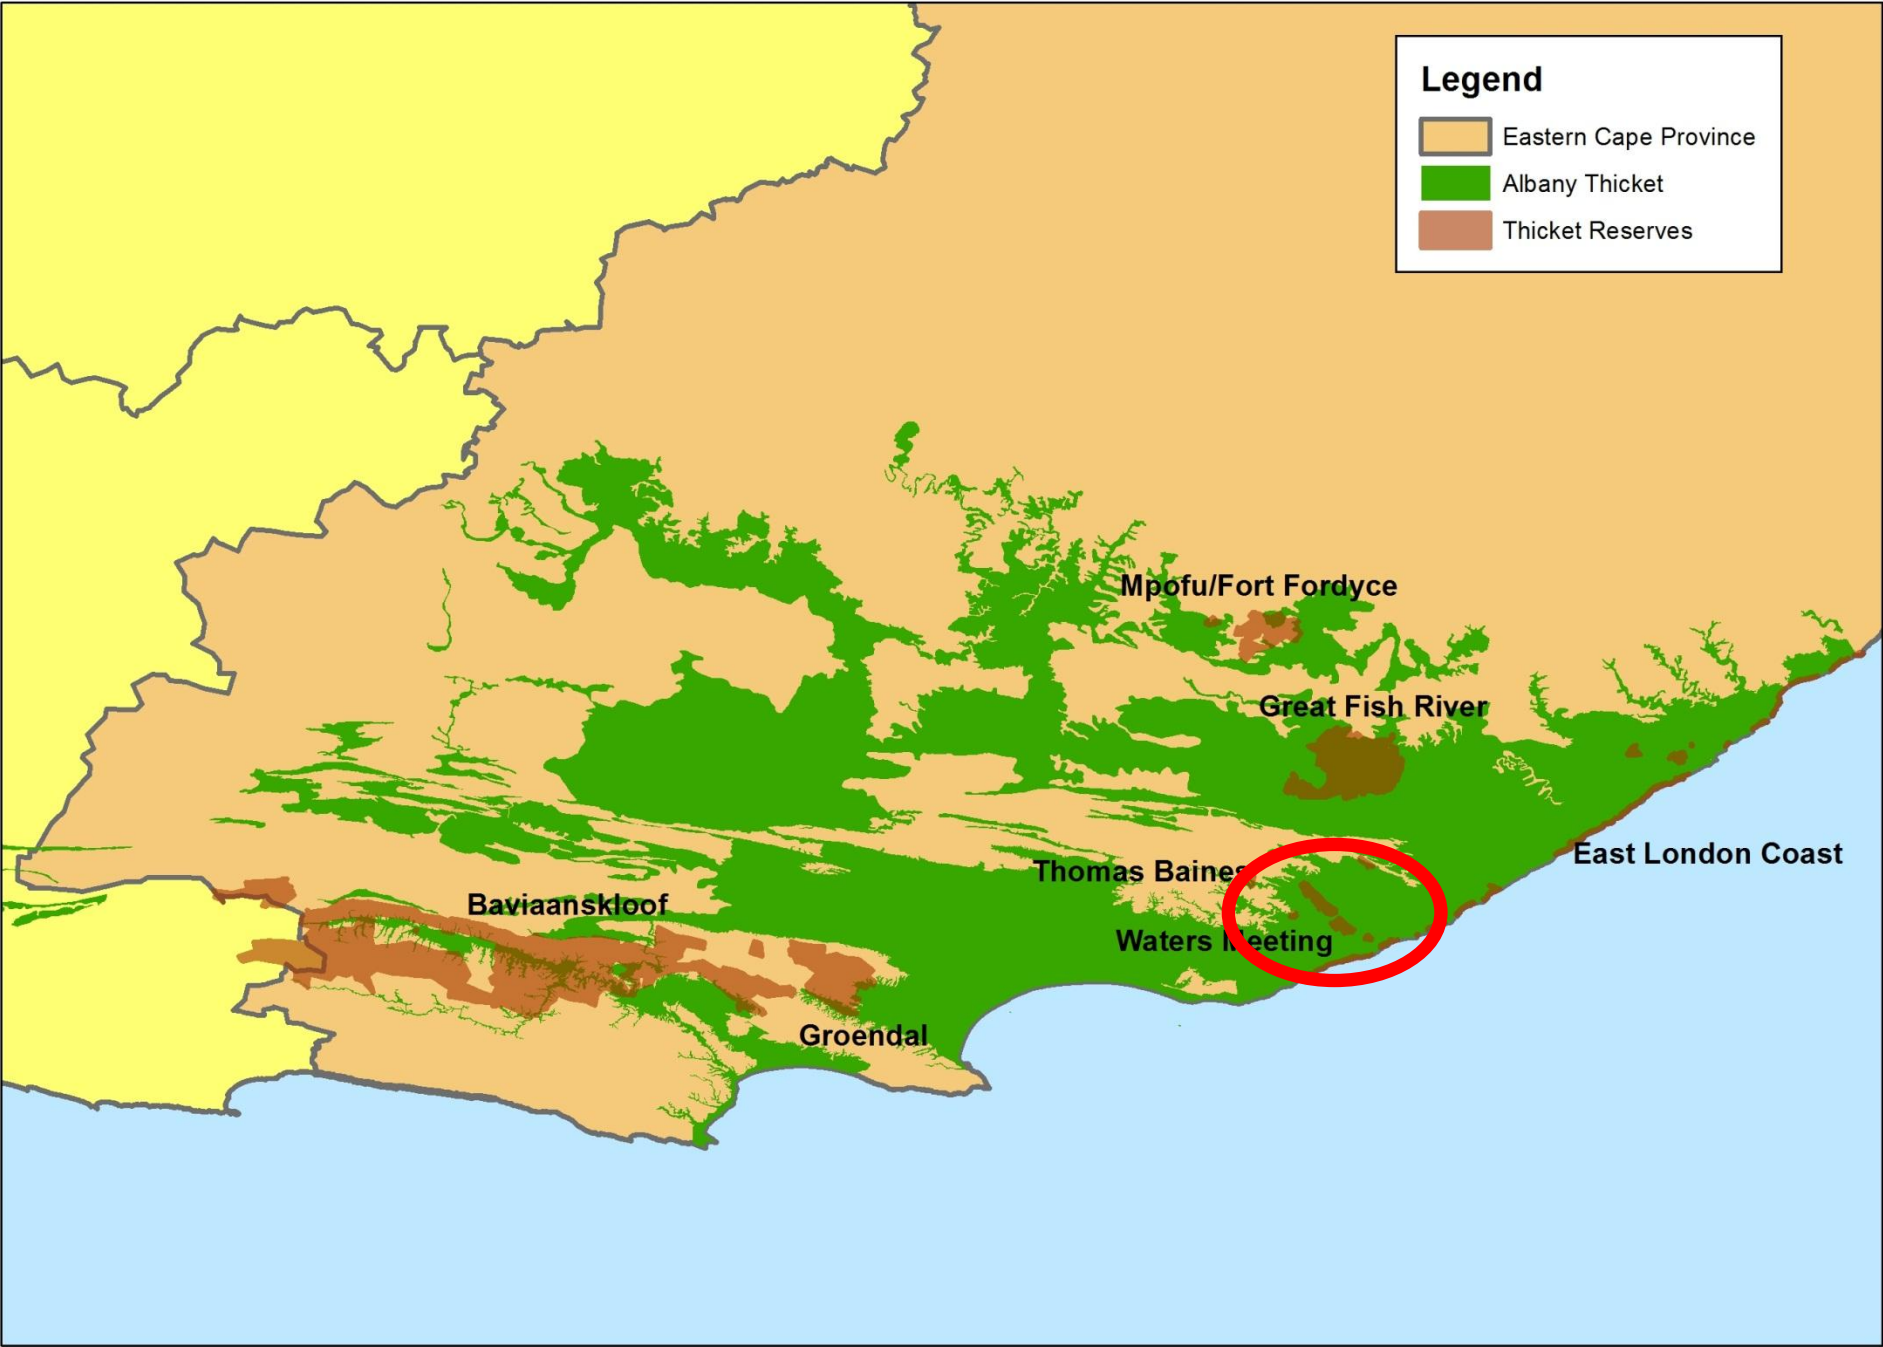 Legend
Eastern Cape Province
Albany Thicket
Thicket Reserves
Mpofu/Fort Fordyce
Great Fish River
East London Coast
Thomas Baines
Baviaanskloof
Waters Meeting
Groendal